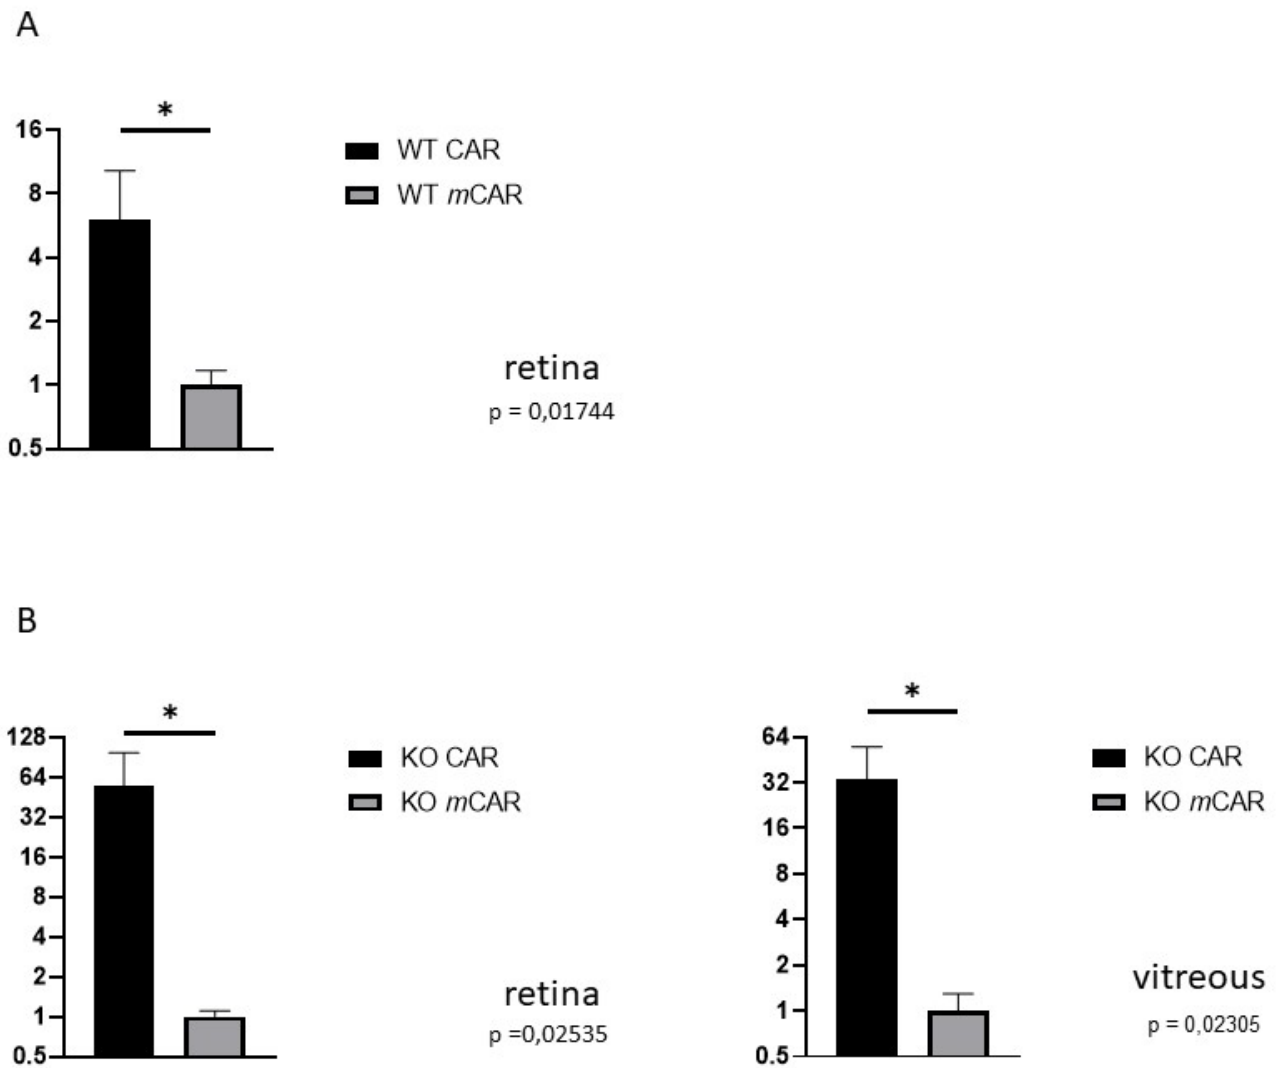 A
*
16
8
4
2
1
0.5
WT CAR
WT mCAR
retina
p = 0,01744
B
*
128
64
32
16
8
4
2
1
0.5
KO CAR
KO mCAR
retina
p =0,02535
*
64
32
16
8
4
2
1
0.5
KO CAR
KO mCAR
vitreous
p = 0,02305